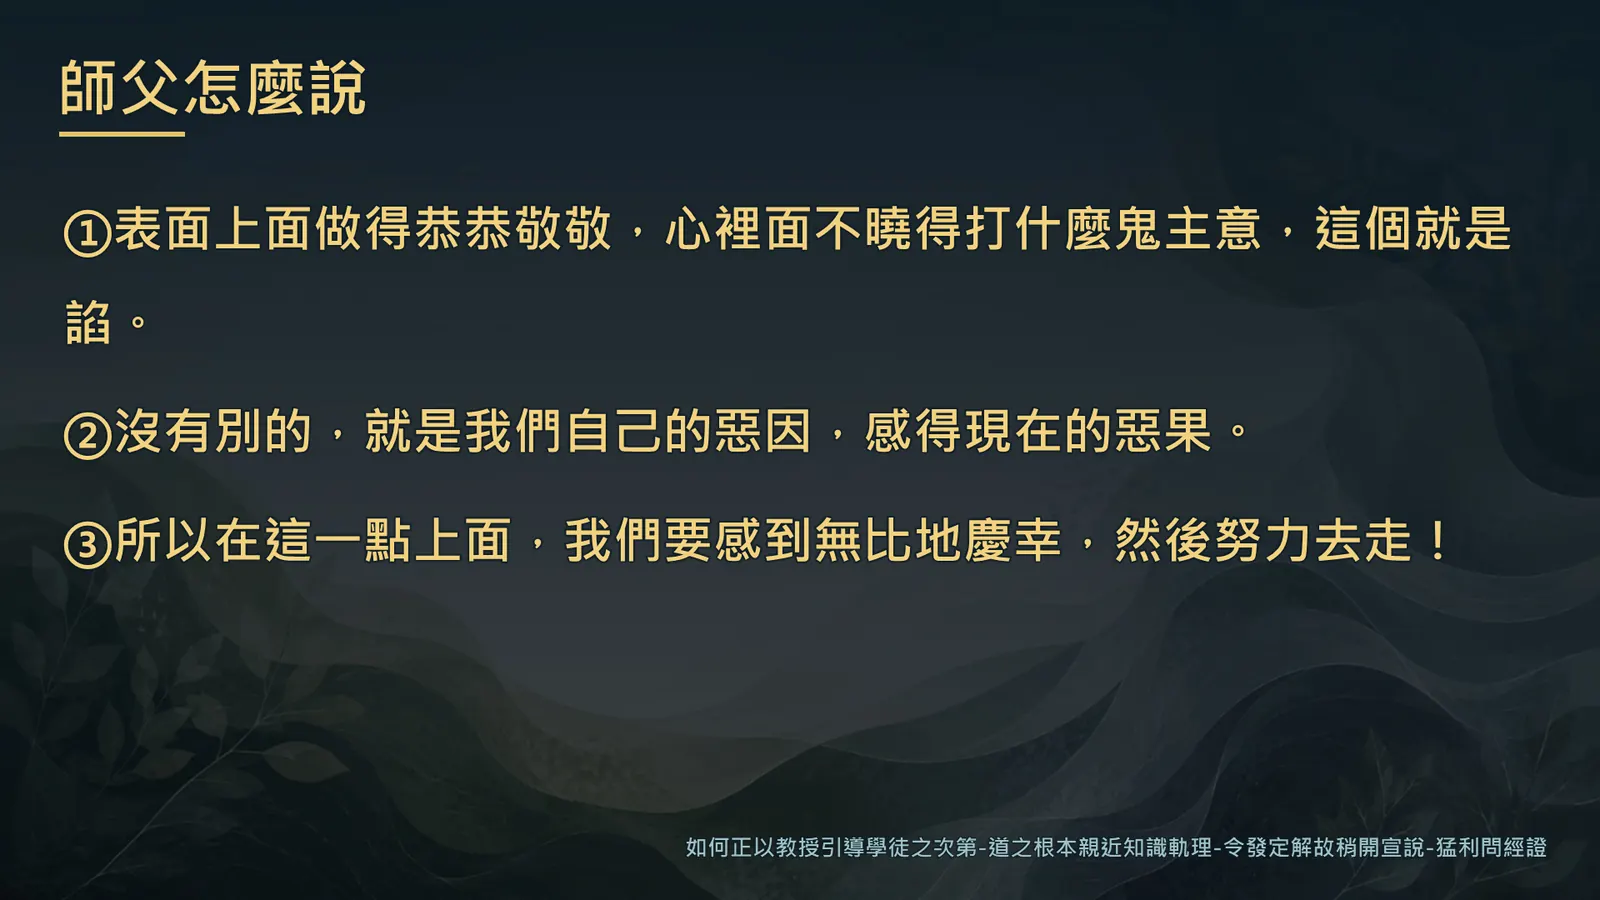 師父怎麼說
①表面上面做得恭恭敬敬，心裡面不曉得打什麼鬼主意，這個就是
諂。
②沒有別的，就是我們自己的惡因，感得現在的惡果。
③所以在這一點上面，我們要感到無比地慶幸，然後努力去走！
如何正以教授引導學徒之次第-道之根本親近知識軌理-令發定解故稍開宣說-猛利問經證